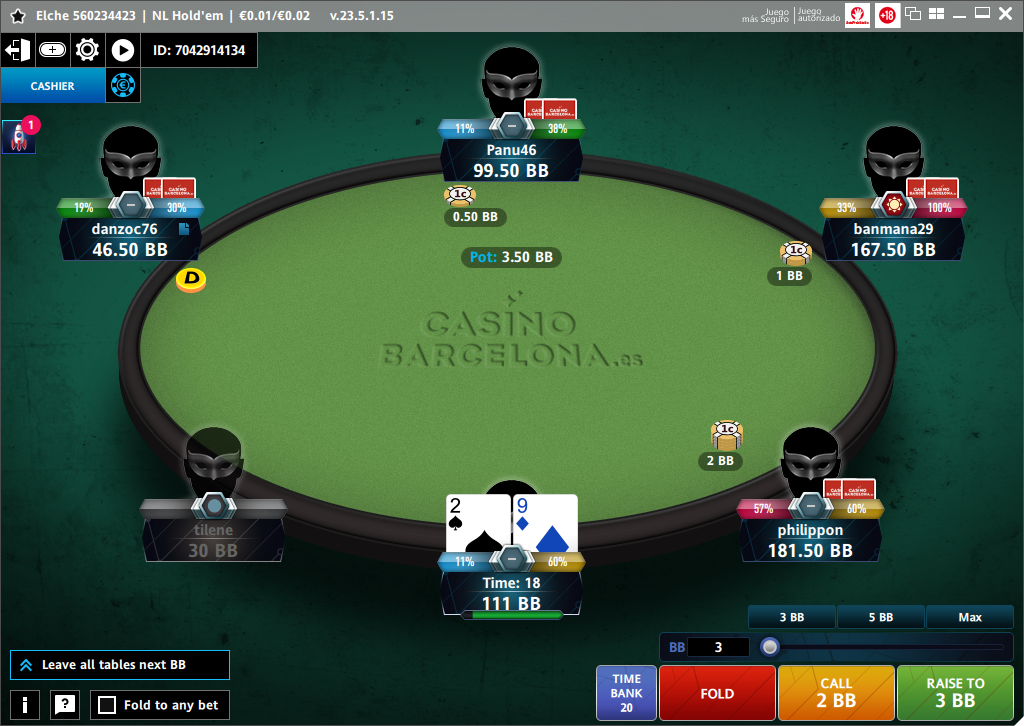 Elche 560234423 | NL Hold'em | €0.01/€0.02 v.23.5.1.15
Juego más Seguro
Juego autorizado
+18
ID: 7042914134
CASHIER
1
11% 38%
Panu46
99.50 BB
1c
0.50 BB
19% 30%
danzoc76
46.50 BB
D
33% 100%
banmana29
167.50 BB
1c
1 BB
Pot: 3.50 BB
CASINO
BARCELONA.es
1c
2 BB
tilene
30 BB
2 9
11% 60%
Time: 18
111 BB
57% 60%
philippon
181.50 BB
3 BB 5 BB Max
BB 3
Leave all tables next BB
Fold to any bet
TIME
BANK
20
FOLD
CALL
2 BB
RAISE TO
3 BB